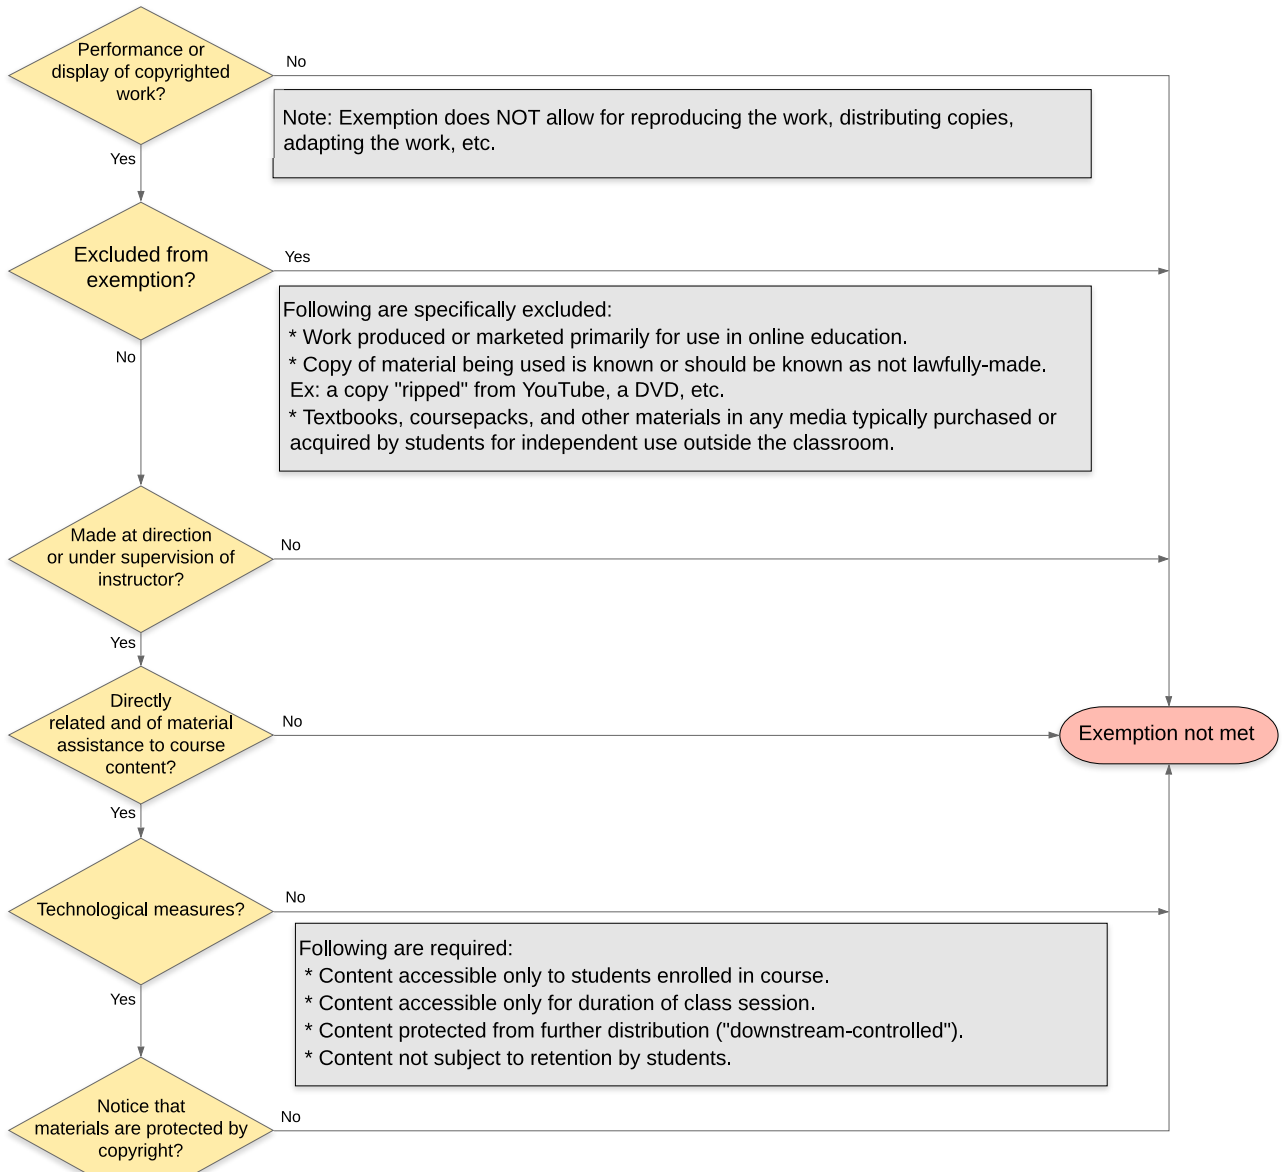 Performance or
display of copyrighted
work?
No
Note: Exemption does NOT allow for reproducing the work, distributing copies,
adapting the work, etc.
Yes
Excluded from
exemption?
Yes
Following are specifically excluded:
* Work produced or marketed primarily for use in online education.
* Copy of material being used is known or should be known as not lawfully-made.
Ex: a copy "ripped" from YouTube, a DVD, etc.
* Textbooks, coursepacks, and other materials in any media typically purchased or
acquired by students for independent use outside the classroom.
No
Made at direction
or under supervision of
instructor?
No
Yes
Directly
related and of material
assistance to course
content?
No
Exemption not met
Yes
Technological measures?
No
Following are required:
* Content accessible only to students enrolled in course.
* Content accessible only for duration of class session.
* Content protected from further distribution ("downstream-controlled").
* Content not subject to retention by students.
Yes
Notice that
materials are protected by
copyright?
No